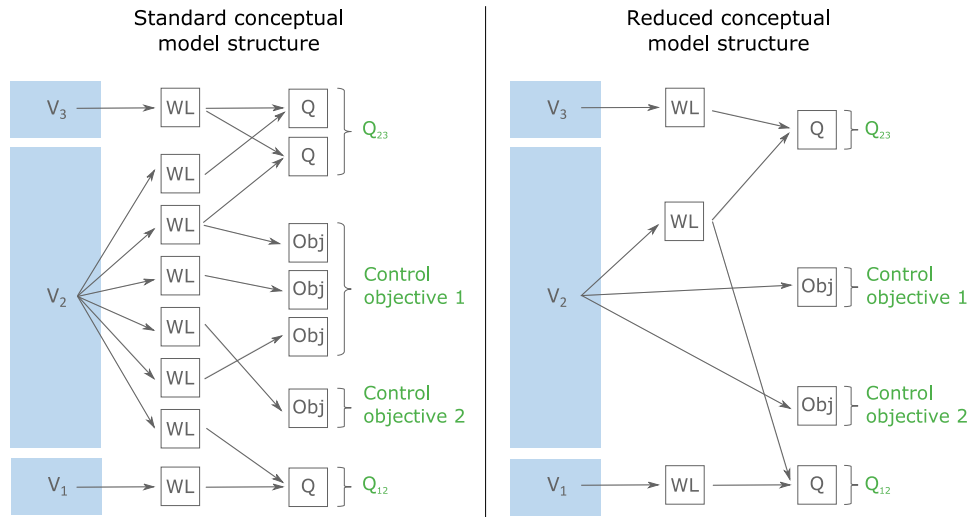 Standard conceptual
model structure
V₃
WL
Q
Q
Q₂₃
WL
WL
V₂
WL
WL
WL
WL
Obj
Obj
Obj
Control
objective 1
Obj
Control
objective 2
V₁
WL
Q
Q₁₂
Reduced conceptual
model structure
V₃
WL
Q
Q₂₃
V₂
WL
Obj
Control
objective 1
Obj
Control
objective 2
V₁
WL
Q
Q₁₂